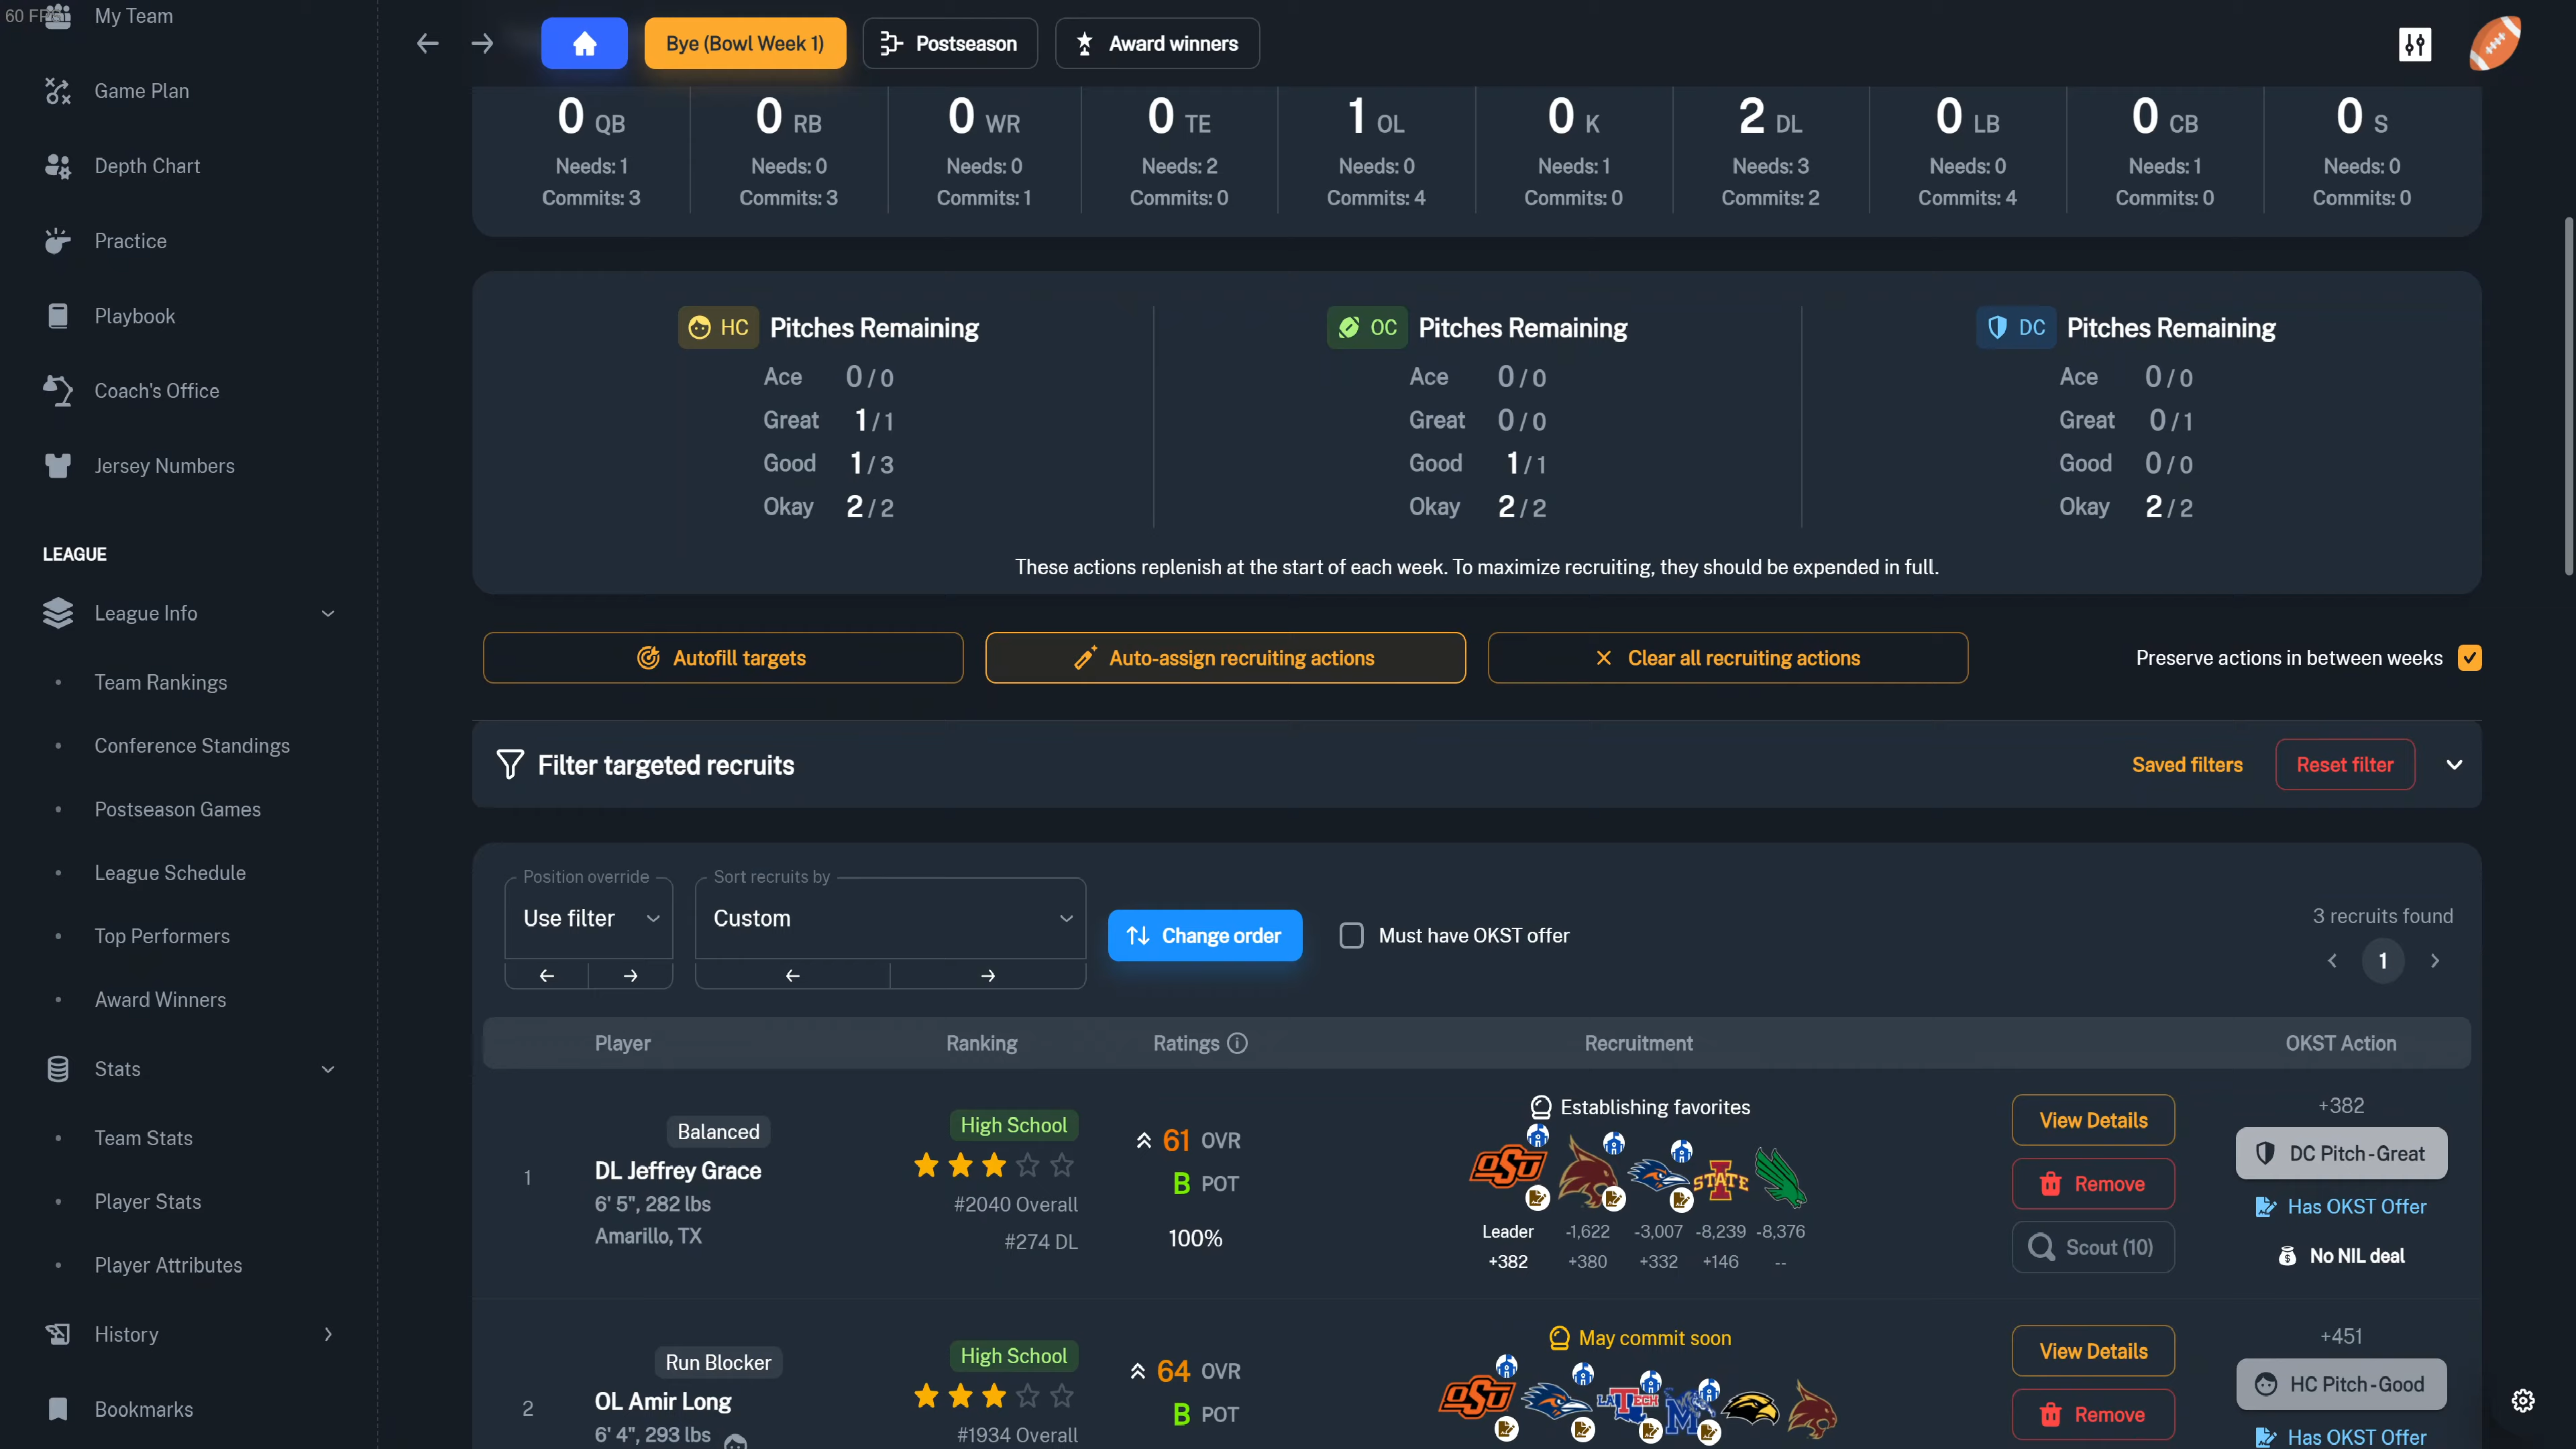 60 FPS
My Team
Game Plan
Depth Chart
Practice
Playbook
Coach's Office
Jersey Numbers
LEAGUE
League Info
Team Rankings
Conference Standings
Postseason Games
League Schedule
Top Performers
Award Winners
Stats
Team Stats
Player Stats
Player Attributes
History
Bookmarks
Bye (Bowl Week 1)
Postseason
Award winners
0 QB
Needs: 1
Commits: 3
0 RB
Needs: 0
Commits: 3
0 WR
Needs: 0
Commits: 1
0 TE
Needs: 2
Commits: 0
1 OL
Needs: 0
Commits: 4
0 K
Needs: 1
Commits: 0
2 DL
Needs: 3
Commits: 2
0 LB
Needs: 0
Commits: 4
0 CB
Needs: 1
Commits: 0
0 S
Needs: 0
Commits: 0
HC Pitches Remaining
Ace 0 / 0
Great 1 / 1
Good 1 / 3
Okay 2 / 2
OC Pitches Remaining
Ace 0 / 0
Great 0 / 0
Good 1 / 1
Okay 2 / 2
DC Pitches Remaining
Ace 0 / 0
Great 0 / 1
Good 0 / 0
Okay 2 / 2
These actions replenish at the start of each week. To maximize recruiting, they should be expended in full.
Autofill targets
Auto-assign recruiting actions
Clear all recruiting actions
Preserve actions in between weeks
Filter targeted recruits
Saved filters
Reset filter
Position override
Use filter
Sort recruits by
Custom
Change order
Must have OKST offer
3 recruits found
1
Player Ranking Ratings Recruitment OKST Action
1
Balanced
DL Jeffrey Grace
6' 5", 282 lbs
Amarillo, TX
High School
#2040 Overall
#274 DL
61 OVR
B POT
100%
Establishing favorites
OSU
STATE
Leader -1,622 -3,007 -8,239 -8,376
+382 +380 +332 +146 --
View Details
Remove
Scout (10)
+382
DC Pitch - Great
Has OKST Offer
No NIL deal
2
Run Blocker
OL Amir Long
6' 4", 293 lbs
High School
#1934 Overall
64 OVR
B POT
May commit soon
OSU
LA TECH
M
View Details
Remove
+451
HC Pitch - Good
Has OKST Offer